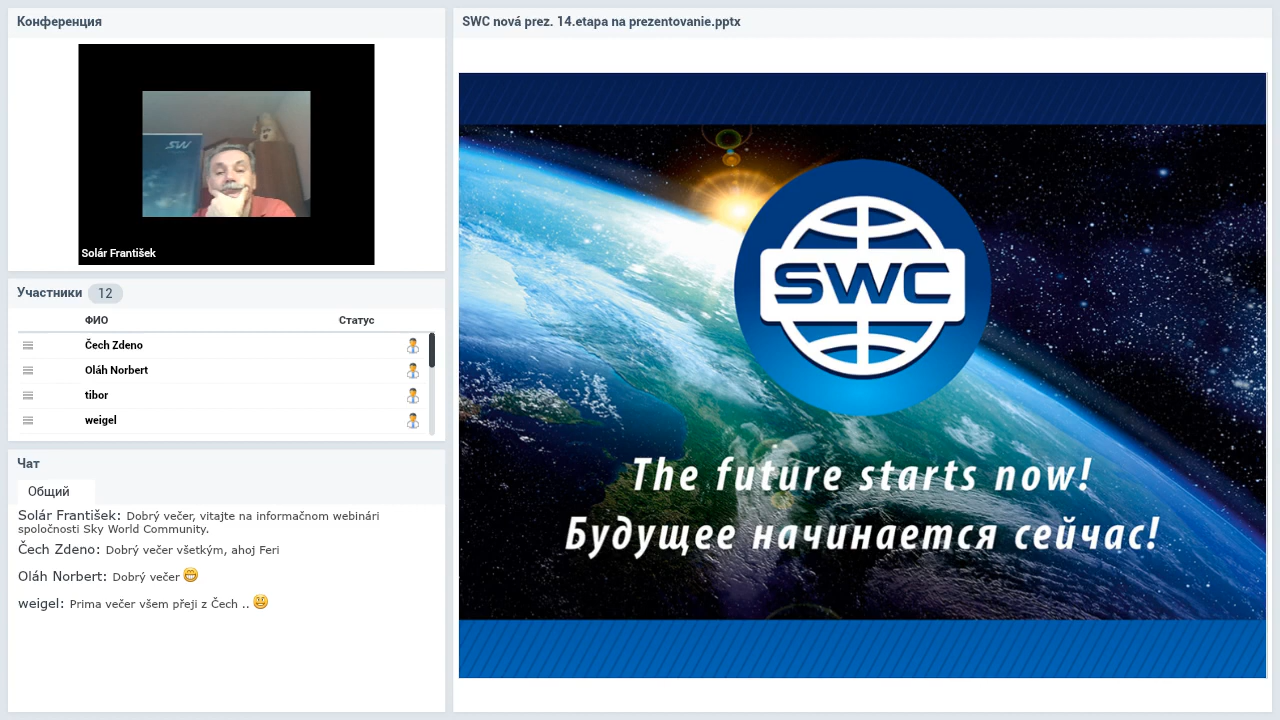 Конференция
SW
Solár František
Участники 12
ФИО Статус
Čech Zdeno
Oláh Norbert
tibor
weigel
Чат
Общий
Solár František: Dobrý večer, vitajte na informačnom webinári
spoločnosti Sky World Community.
Čech Zdeno: Dobrý večer všetkým, ahoj Feri
Oláh Norbert: Dobrý večer
weigel: Prima večer všem přeji z Čech ..
SWC nová prez. 14.etapa na prezentovanie.pptx
SWC
The future starts now!
Будущее начинается сейчас!